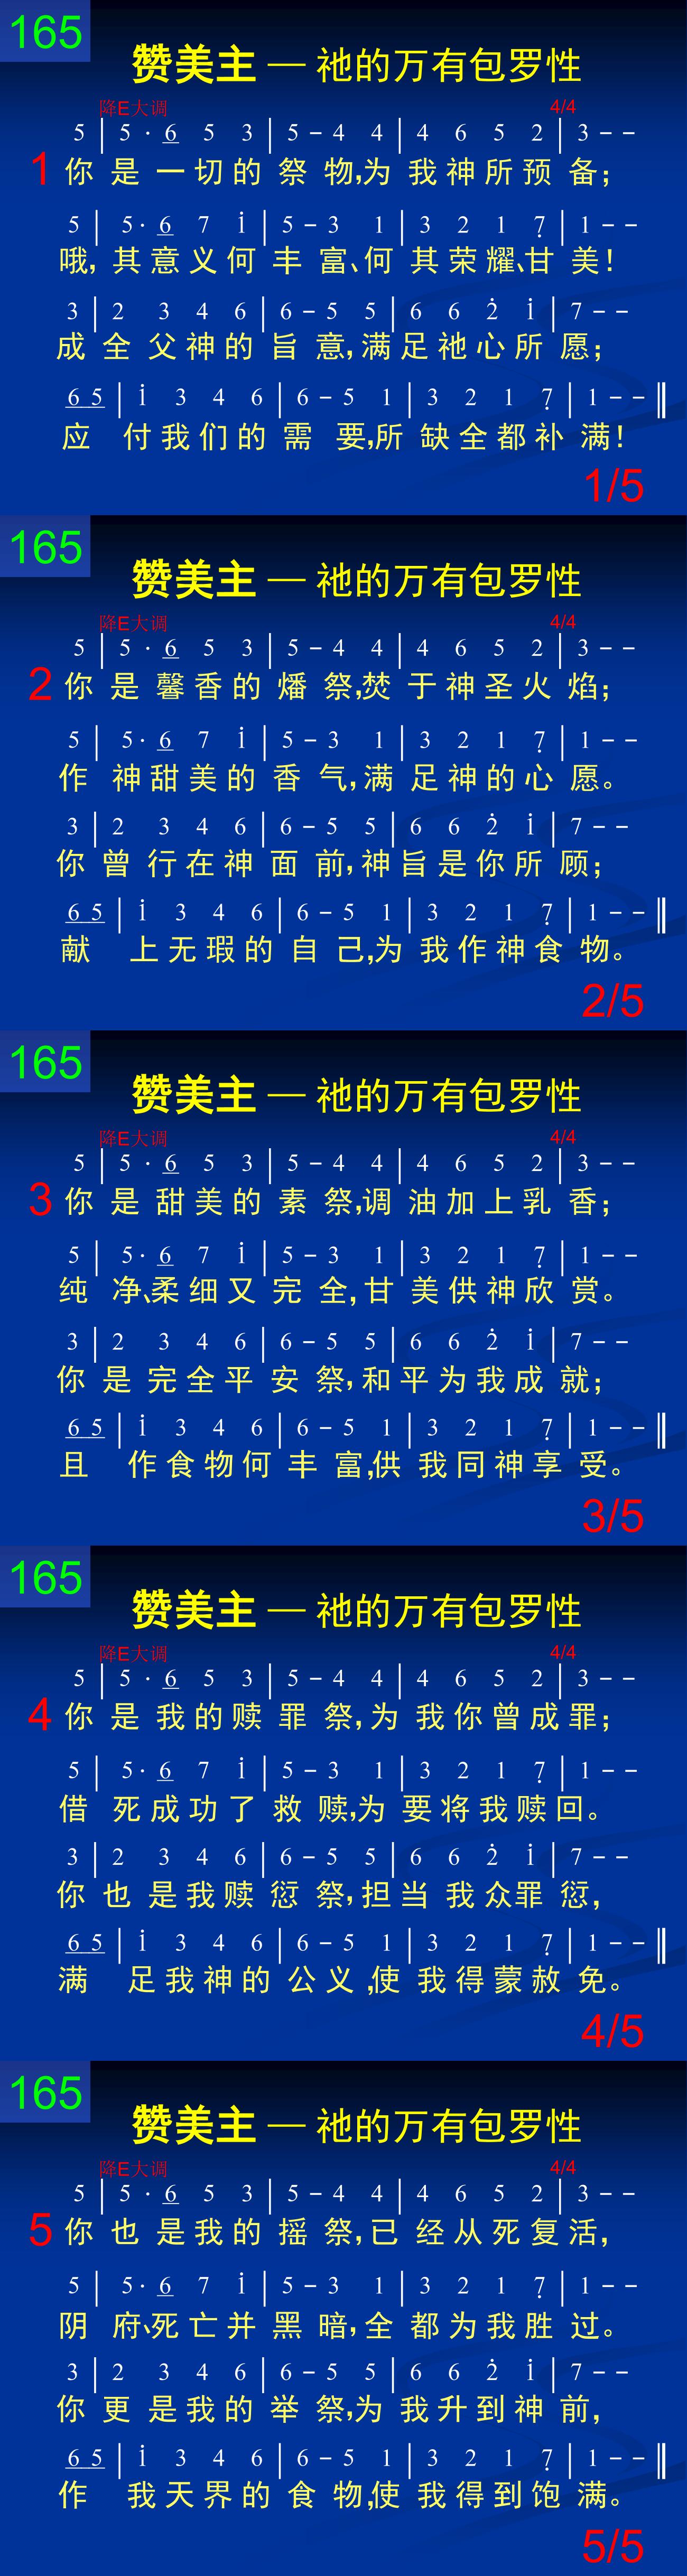 165
赞美主 — 祂的万有包罗性
降E大调 4/4
5 | 5 · 6 5 3 | 5 – 4 4 | 4 6 5 2 | 3 – –
1 你是一切的祭物,为我神所预备;
5 | 5 · 6 7 i | 5 – 3 1 | 3 2 1 7̣ | 1 – –
哦,其意义何丰富、何其荣耀、甘美!
3 | 2 3 4 6 | 6 – 5 5 | 6 6 2̇ i | 7 – –
成全父神的旨意,满足祂心所愿;
6 5 | i 3 4 6 | 6 – 5 1 | 3 2 1 7̣ | 1 – – ‖
应付我们的需要,所缺全都补满!
1/5
165
赞美主 — 祂的万有包罗性
降E大调 4/4
5 | 5 · 6 5 3 | 5 – 4 4 | 4 6 5 2 | 3 – –
2 你是馨香的燔祭,焚于神圣火焰;
5 | 5 · 6 7 i | 5 – 3 1 | 3 2 1 7̣ | 1 – –
作神甜美的香气,满足神的心愿。
3 | 2 3 4 6 | 6 – 5 5 | 6 6 2̇ i | 7 – –
你曾行在神面前,神旨是你所顾;
6 5 | i 3 4 6 | 6 – 5 1 | 3 2 1 7̣ | 1 – – ‖
献上无瑕的自己,为我作神食物。
2/5
165
赞美主 — 祂的万有包罗性
降E大调 4/4
5 | 5 · 6 5 3 | 5 – 4 4 | 4 6 5 2 | 3 – –
3 你是甜美的素祭,调油加上乳香;
5 | 5 · 6 7 i | 5 – 3 1 | 3 2 1 7̣ | 1 – –
纯净、柔细又完全,甘美供神欣赏。
3 | 2 3 4 6 | 6 – 5 5 | 6 6 2̇ i | 7 – –
你是完全平安祭,和平为我成就;
6 5 | i 3 4 6 | 6 – 5 1 | 3 2 1 7̣ | 1 – – ‖
且作食物何丰富,供我同神享受。
3/5
165
赞美主 — 祂的万有包罗性
降E大调 4/4
5 | 5 · 6 5 3 | 5 – 4 4 | 4 6 5 2 | 3 – –
4 你是我的赎罪祭,为我你曾成罪;
5 | 5 · 6 7 i | 5 – 3 1 | 3 2 1 7̣ | 1 – –
借死成功了救赎,为要将我赎回。
3 | 2 3 4 6 | 6 – 5 5 | 6 6 2̇ i | 7 – –
你也是我赎愆祭,担当我众罪愆,
6 5 | i 3 4 6 | 6 – 5 1 | 3 2 1 7̣ | 1 – – ‖
满足我神的公义,使我得蒙赦免。
4/5
165
赞美主 — 祂的万有包罗性
降E大调 4/4
5 | 5 · 6 5 3 | 5 – 4 4 | 4 6 5 2 | 3 – –
5 你也是我的摇祭,已经从死复活,
5 | 5 · 6 7 i | 5 – 3 1 | 3 2 1 7̣ | 1 – –
阴府、死亡并黑暗,全都为我胜过。
3 | 2 3 4 6 | 6 – 5 5 | 6 6 2̇ i | 7 – –
你更是我的举祭,为我升到神前,
6 5 | i 3 4 6 | 6 – 5 1 | 3 2 1 7̣ | 1 – – ‖
作我天界的食物,使我得到饱满。
5/5